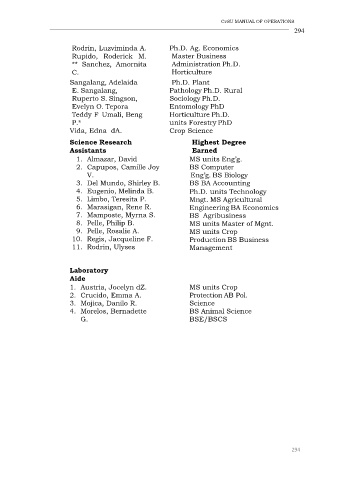 CvSU MANUAL OF OPERATIONS
294
Rodrin, Luzviminda A. Ph.D. Ag. Economics
Rupido, Roderick M. Master Business
** Sanchez, Amornita Administration Ph.D.
C. Horticulture
Sangalang, Adelaida Ph.D. Plant
E. Sangalang, Pathology Ph.D. Rural
Ruperto S. Singson, Sociology Ph.D.
Evelyn O. Tepora Entomology PhD
Teddy F Umali, Beng Horticulture Ph.D.
P.* units Forestry PhD
Vida, Edna dA. Crop Science
Science Research Highest Degree
Assistants Earned
1. Almazar, David MS units Eng'g.
2. Capupos, Camille Joy BS Computer
V. Eng'g. BS Biology
3. Del Mundo, Shirley B. BS BA Accounting
4. Eugenio, Melinda B. Ph.D. units Technology
5. Limbo, Teresita P. Mngt. MS Agricultural
6. Marasigan, Rene R. Engineering BA Economics
7. Mamposte, Myrna S. BS Agribusiness
8. Pelle, Philip B. MS units Master of Mgnt.
9. Pelle, Rosalie A. MS units Crop
10. Regis, Jacqueline F. Production BS Business
11. Rodrin, Ulyses Management
Laboratory
Aide
1. Austria, Jocelyn dZ. MS units Crop
2. Crucido, Emma A. Protection AB Pol.
3. Mojica, Danilo R. Science
4. Morelos, Bernadette BS Animal Science
G. BSE/BSCS
294